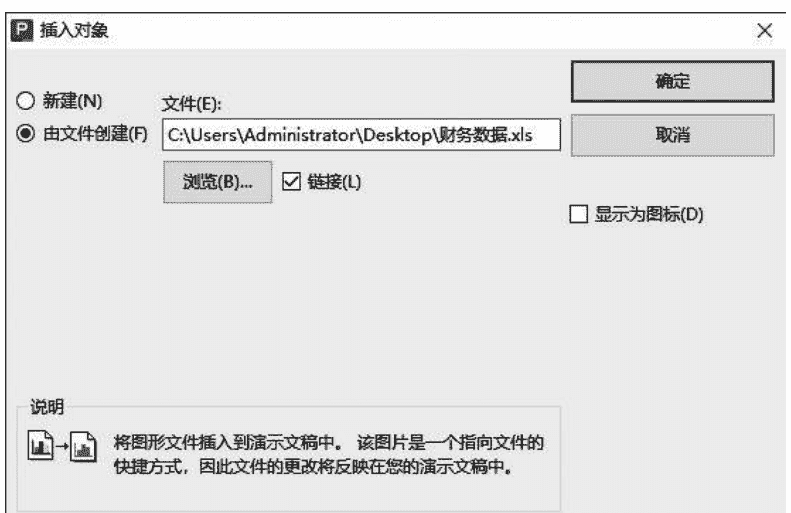 插入对象
确定
新建(N)
文件(E):
由文件创建(F)
C:\Users\Administrator\Desktop\财务数据.xls
取消
浏览(B)...
链接(L)
显示为图标(D)
说明
将图形文件插入到演示文稿中。 该图片是一个指向文件的
快捷方式，因此文件的更改将反映在您的演示文稿中。